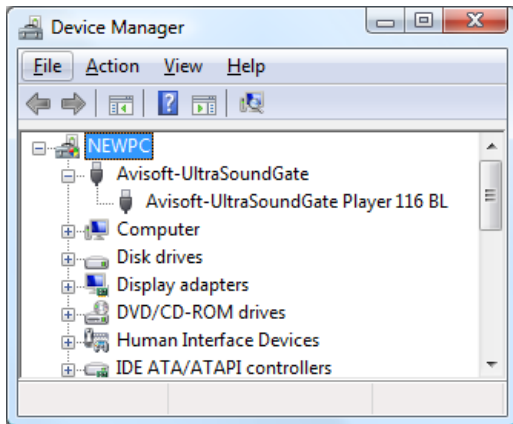 Device Manager
File Action View Help
NEWPC
Avisoft-UltraSoundGate
Avisoft-UltraSoundGate Player 116 BL
Computer
Disk drives
Display adapters
DVD/CD-ROM drives
Human Interface Devices
IDE ATA/ATAPI controllers